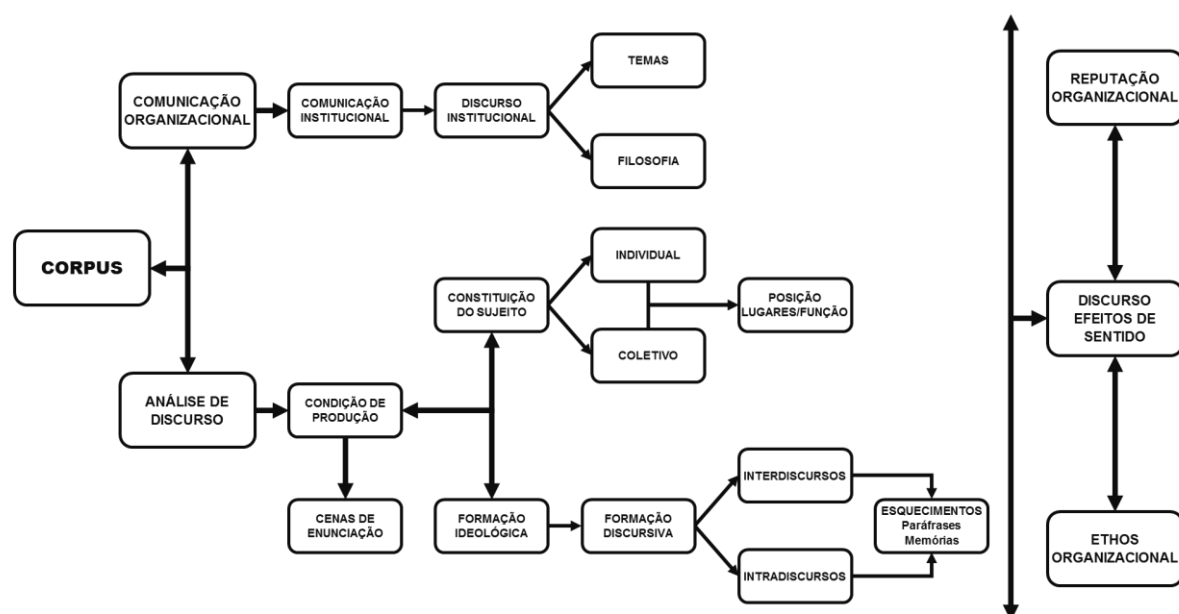 TEMAS
COMUNICAÇÃO
ORGANIZACIONAL
COMUNICAÇÃO
INSTITUCIONAL
DISCURSO
INSTITUCIONAL
FILOSOFIA
CORPUS
INDIVIDUAL
CONSTITUIÇÃO
DO SUJEITO
POSIÇÃO
LUGARES/FUNÇÃO
COLETIVO
ANÁLISE DE
DISCURSO
CONDIÇÃO DE
PRODUÇÃO
CENAS DE
ENUNCIAÇÃO
FORMAÇÃO
IDEOLÓGICA
FORMAÇÃO
DISCURSIVA
INTERDISCURSOS
INTRADISCURSOS
ESQUECIMENTOS
Paráfrases
Memórias
REPUTAÇÃO
ORGANIZACIONAL
DISCURSO
EFEITOS DE
SENTIDO
ETHOS
ORGANIZACIONAL